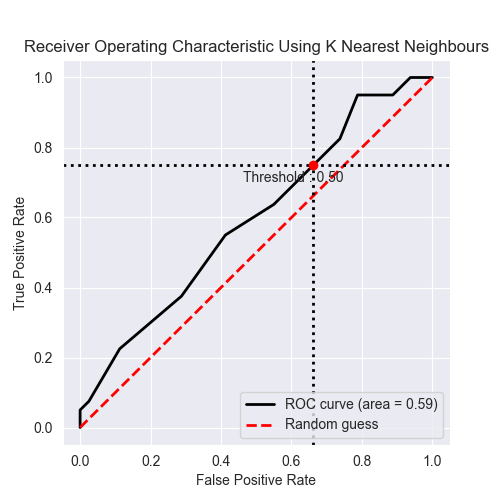 Receiver Operating Characteristic Using K Nearest Neighbours
1.0
0.8
0.6
0.4
0.2
0.0
True Positive Rate
Threshold : 0.50
ROC curve (area = 0.59)
Random guess
0.0 0.2 0.4 0.6 0.8 1.0
False Positive Rate